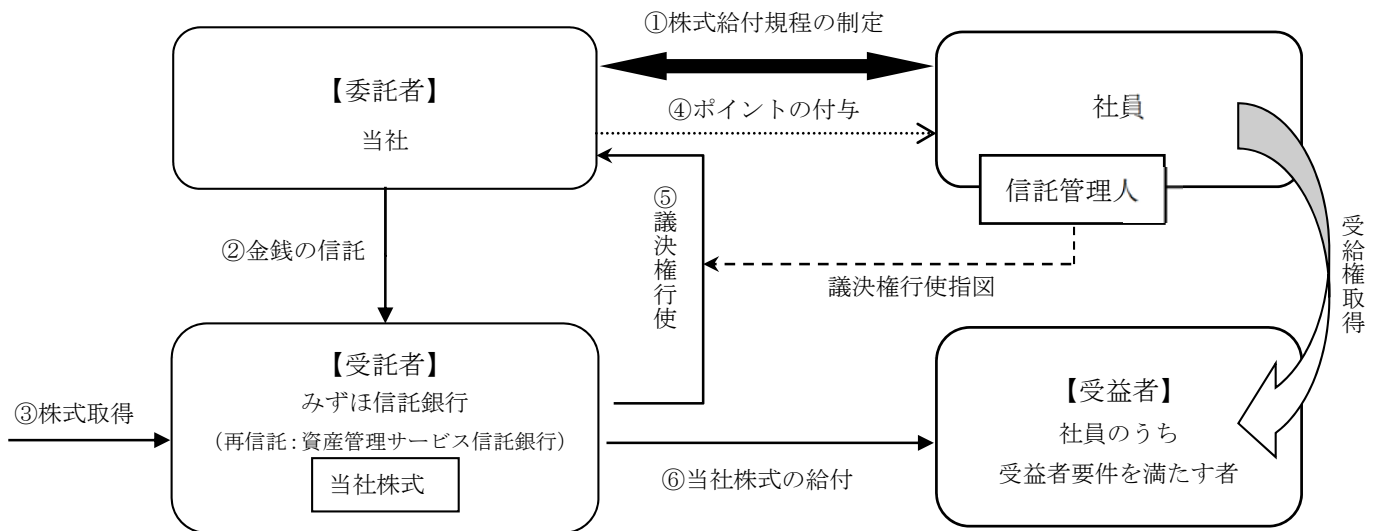 ①株式給付規程の制定
【委託者】
当社
④ポイントの付与
社員
信託管理人
②金銭の信託
⑤議決権行使
議決権行使指図
受給権取得
【受託者】
みずほ信託銀行
(再信託:資産管理サービス信託銀行)
当社株式
③株式取得
⑥当社株式の給付
【受益者】
社員のうち
受益者要件を満たす者